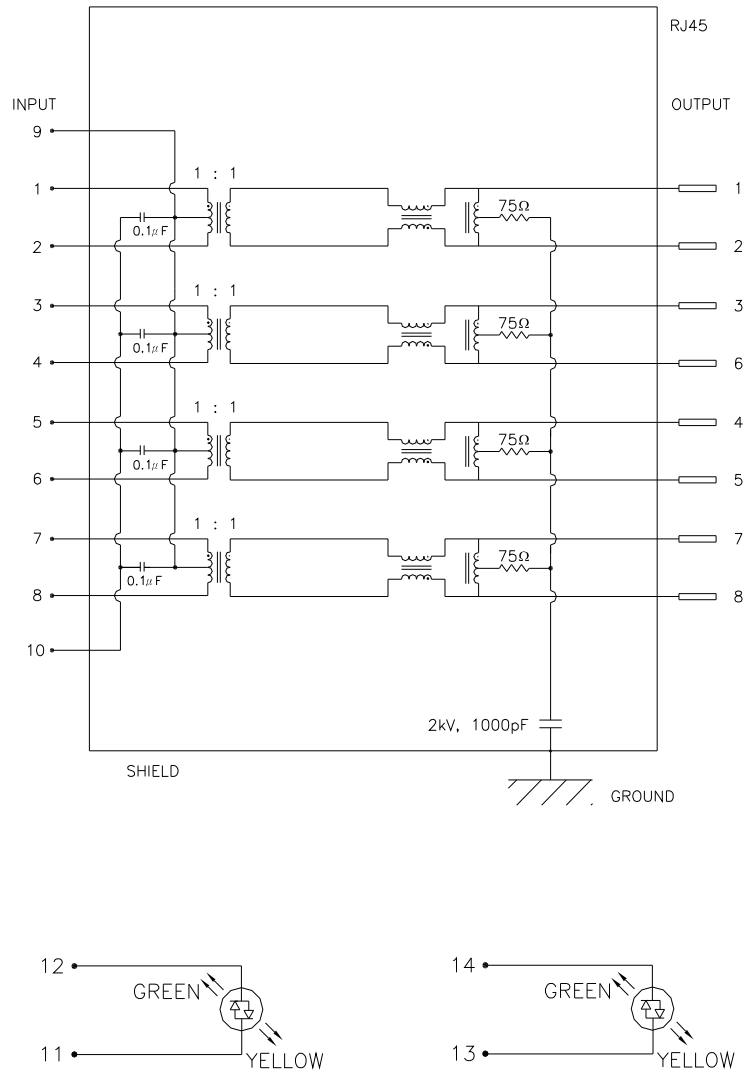 RJ45
INPUT
OUTPUT
9
1 : 1
1
75Ω
1
0.1μF
2
2
1 : 1
3
75Ω
3
0.1μF
4
6
1 : 1
5
75Ω
4
0.1μF
6
5
1 : 1
7
75Ω
7
0.1μF
8
8
10
2kV, 1000pF
SHIELD
GROUND
12
14
GREEN
GREEN
11
YELLOW
13
YELLOW